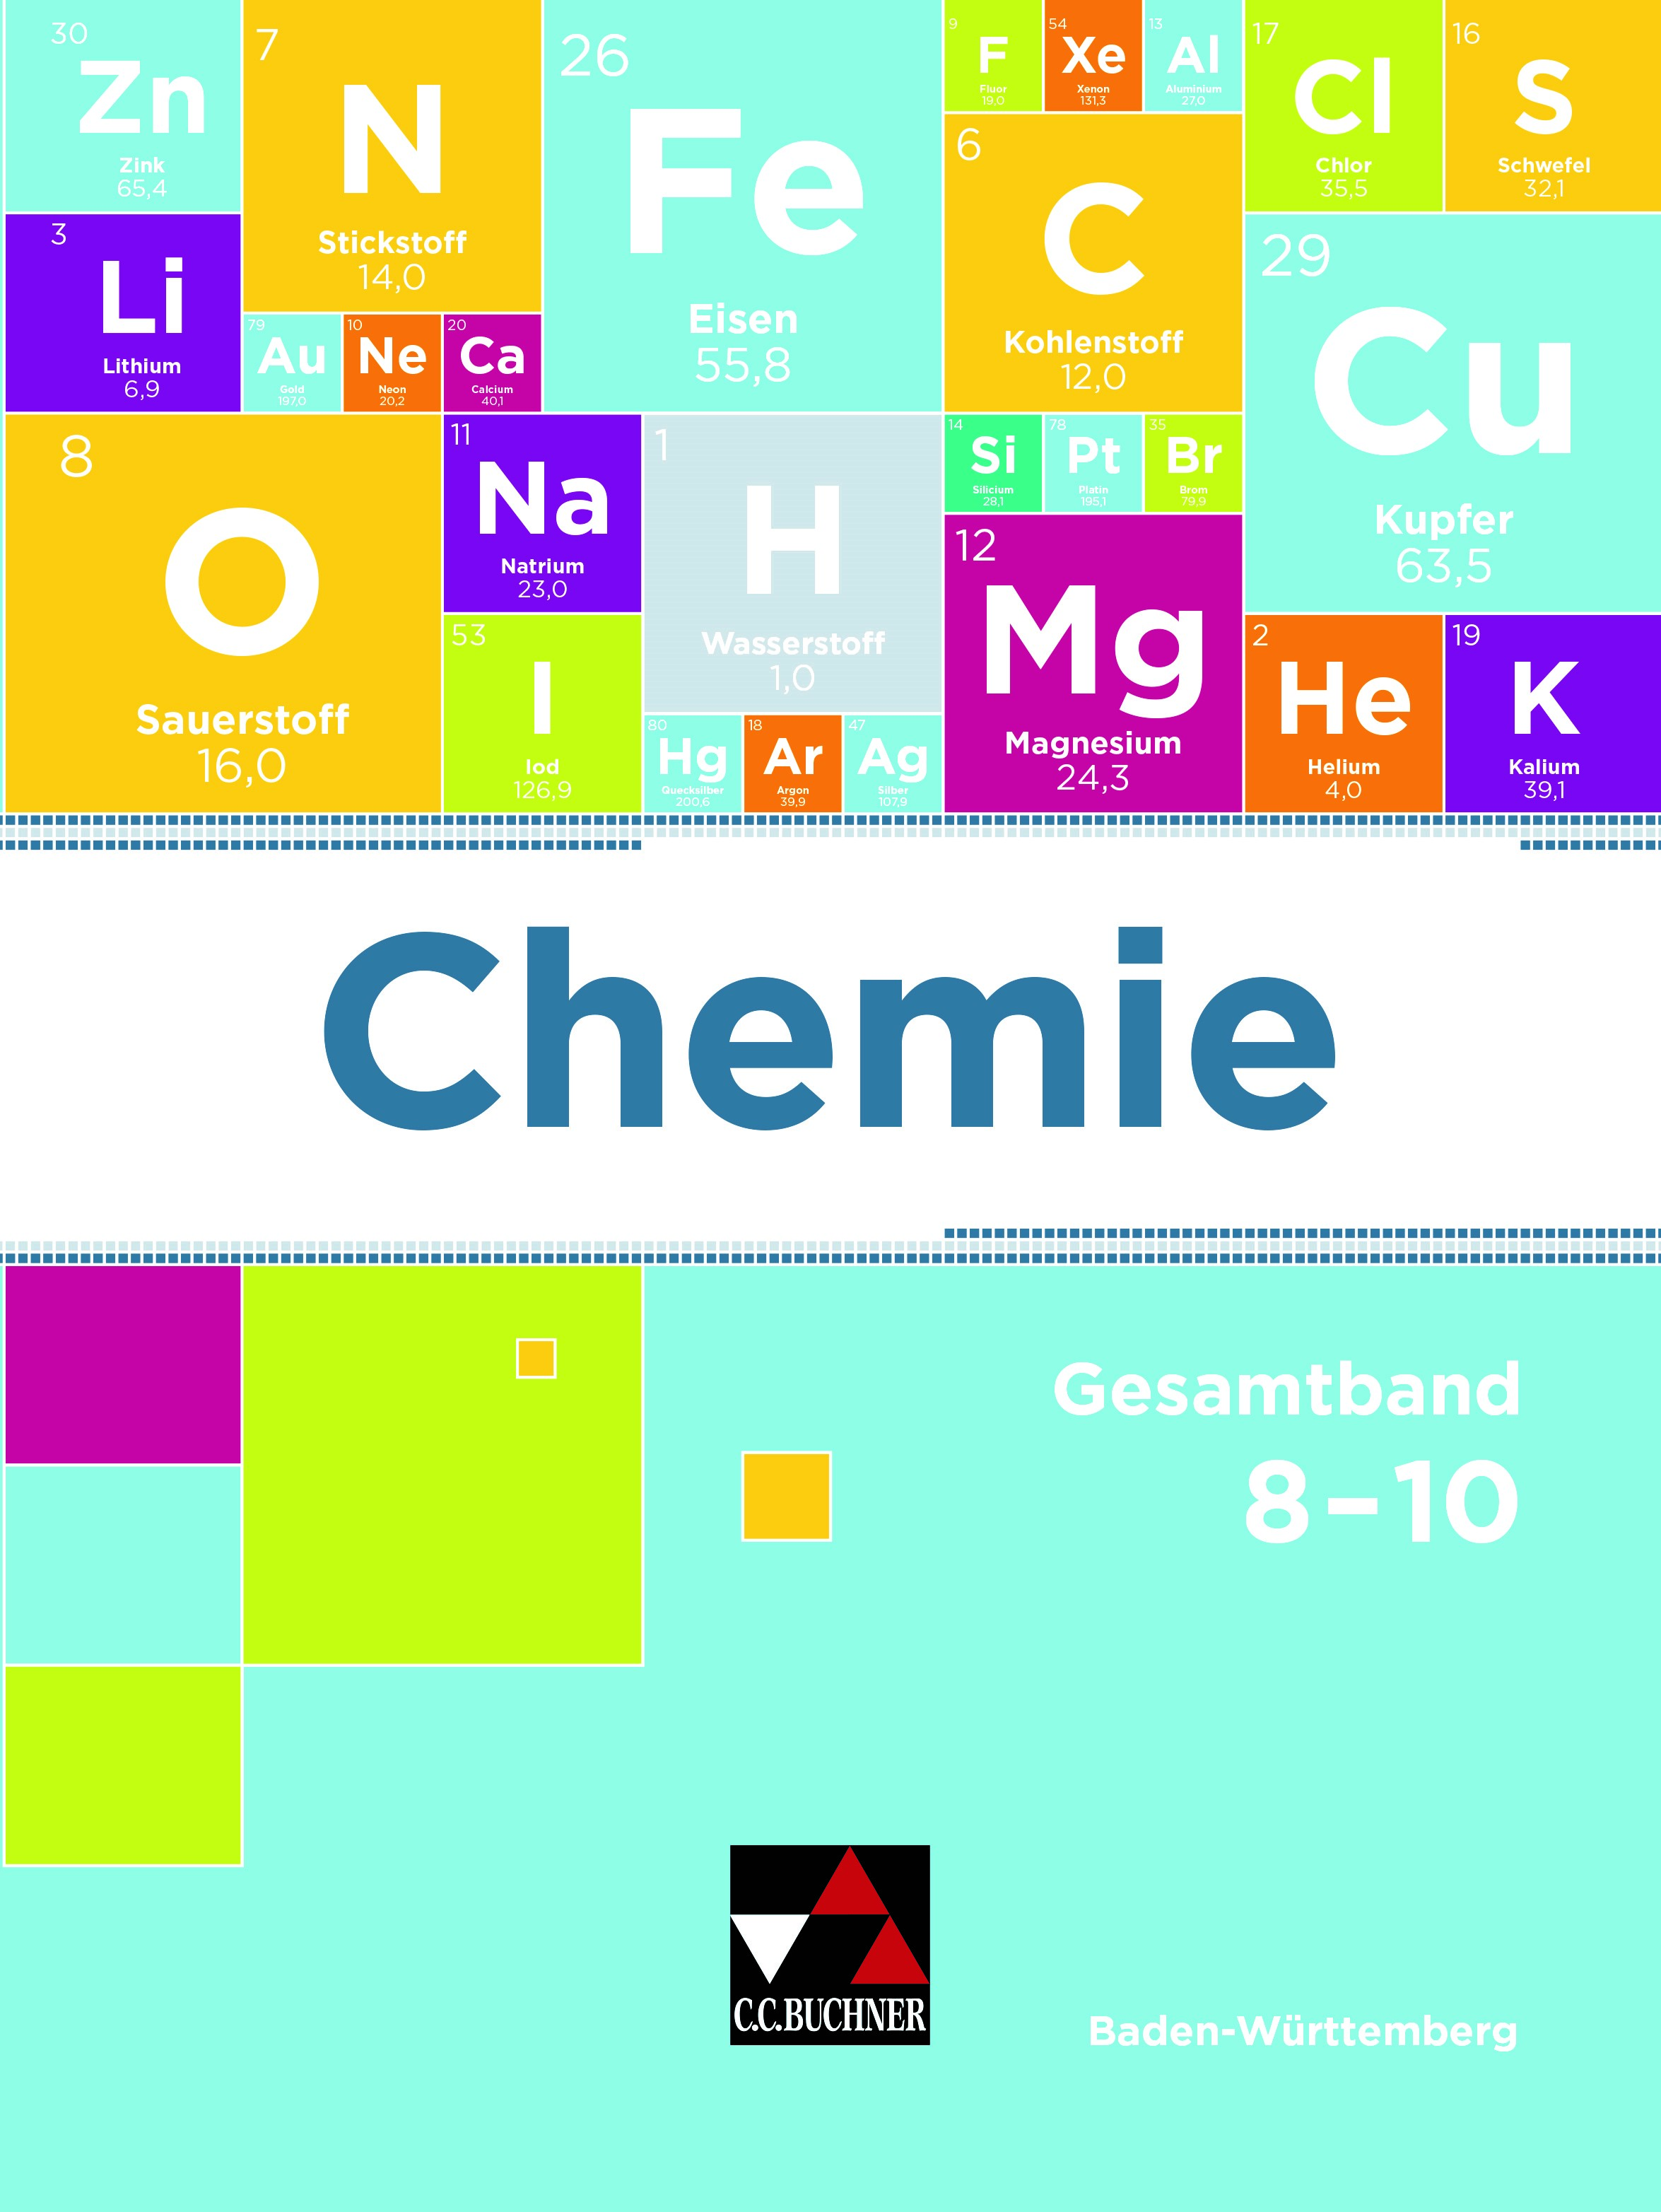 30
Zn
Zink
65,4
7
N
Stickstoff
14,0
26
Fe
Eisen
55,8
9
F
Fluor
19,0
54
Xe
Xenon
131,3
13
Al
Aluminium
27,0
17
Cl
Chlor
35,5
16
S
Schwefel
32,1
6
C
Kohlenstoff
12,0
3
Li
Lithium
6,9
79
Au
Gold
197,0
10
Ne
Neon
20,2
20
Ca
Calcium
40,1
29
Cu
Kupfer
63,5
8
O
Sauerstoff
16,0
11
Na
Natrium
23,0
1
H
Wasserstoff
1,0
14
Si
Silicium
28,1
78
Pt
Platin
195,1
35
Br
Brom
79,9
12
Mg
Magnesium
24,3
53
I
Iod
126,9
80
Hg
Quecksilber
200,6
18
Ar
Argon
39,9
47
Ag
Silber
107,9
2
He
Helium
4,0
19
K
Kalium
39,1
Chemie
Gesamtband
8–10
C.C.BUCHNER
Baden-Württemberg